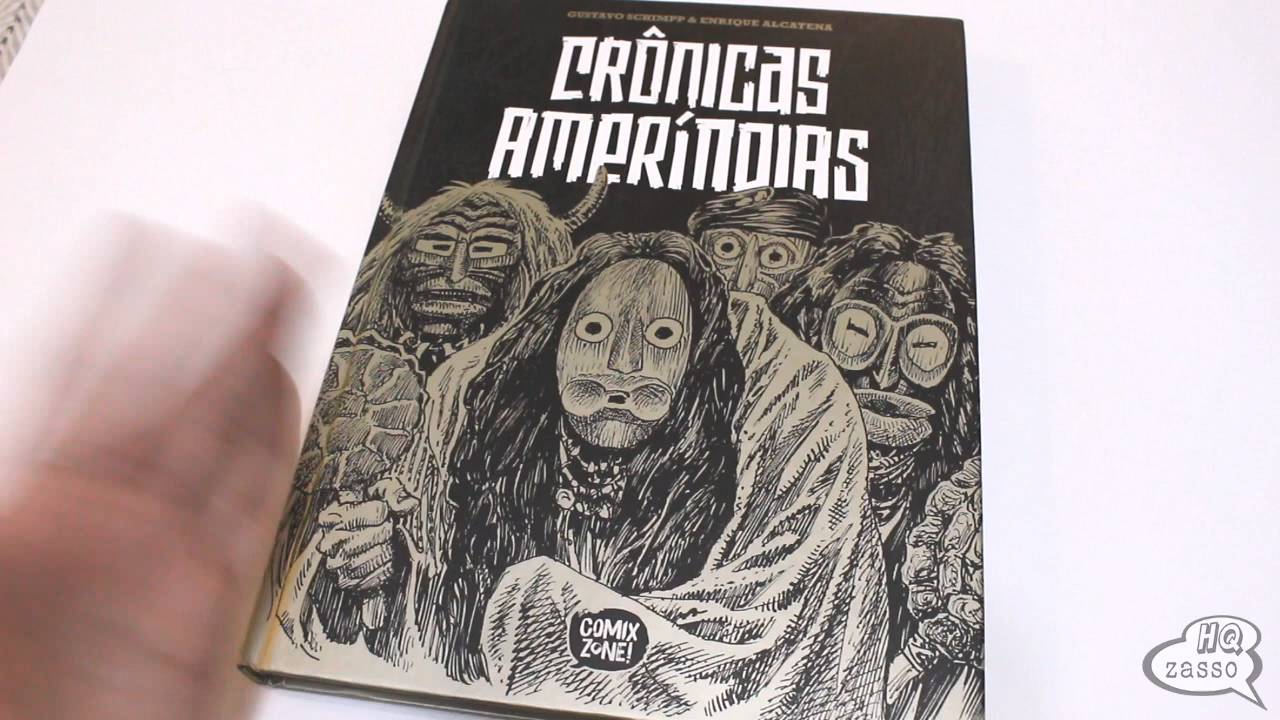 GUSTAVO SCHIMPP & ENRIQUE ALCATENA
CRÔNICAS
AMERÍNDIAS
COMIX
ZONE!
HQ
zasso